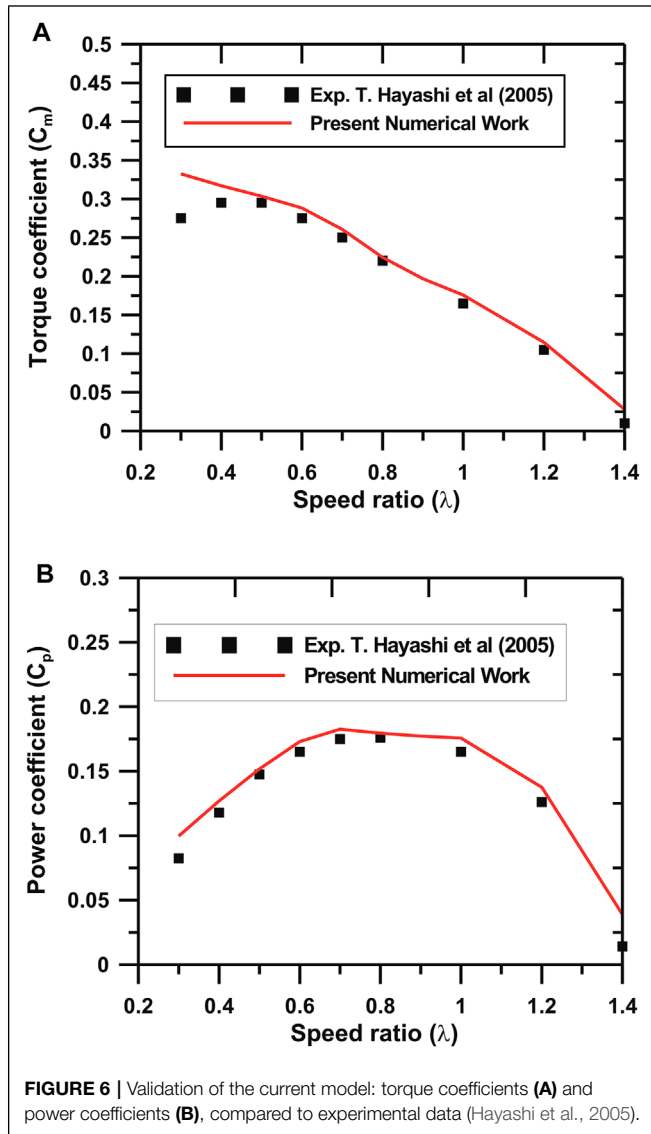 A
0.5
0.45
0.4
0.35
0.3
0.25
0.2
0.15
0.1
0.05
0
Torque coefficient (Cm)
Exp. T. Hayashi et al (2005)
Present Numerical Work
0.2 0.4 0.6 0.8 1 1.2 1.4
Speed ratio (λ)
B
0.3
0.25
0.2
0.15
0.1
0.05
0
Power coefficient (Cp)
Exp. T. Hayashi et al (2005)
Present Numerical Work
0.2 0.4 0.6 0.8 1 1.2 1.4
Speed ratio (λ)
FIGURE 6 | Validation of the current model: torque coefficients (A) and
power coefficients (B), compared to experimental data (Hayashi et al., 2005).